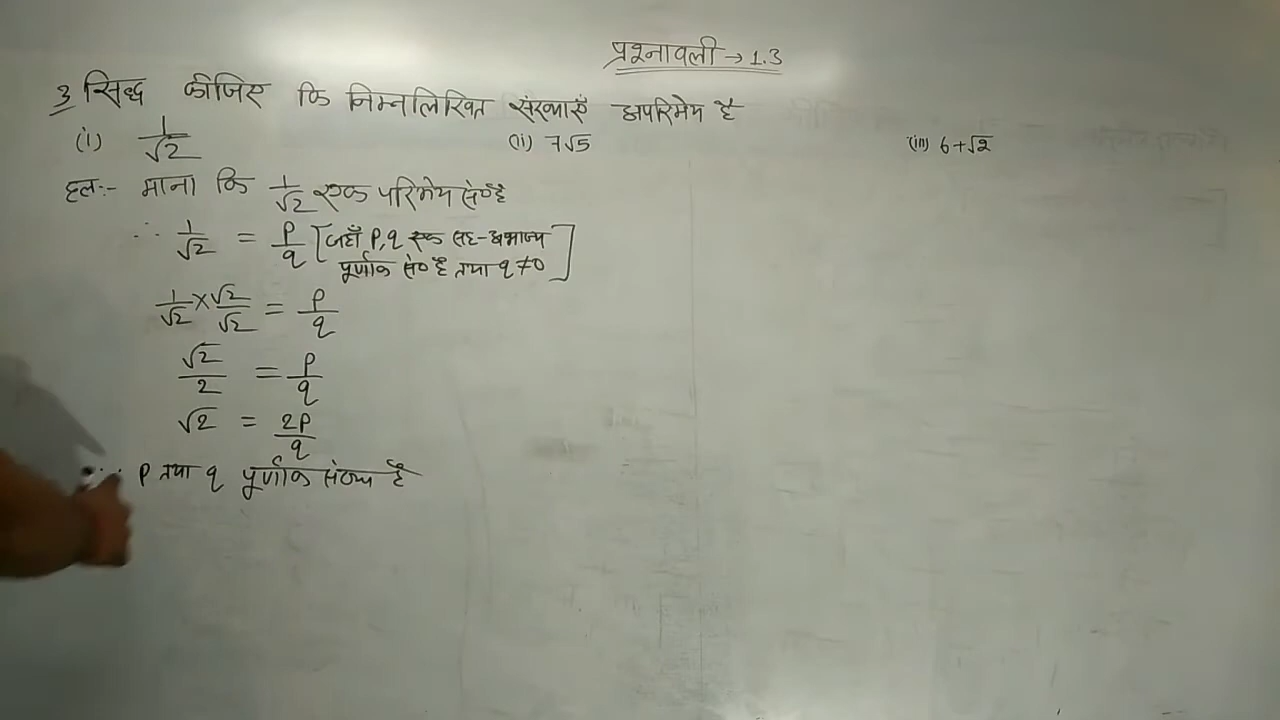 प्रश्नावली → 1.3
3 सिद्ध कीजिए कि निम्नलिखित संख्याएँ अपरिमेय है
(i) 1/√2 (ii) 7√5 (iii) 6+√2
हलः- माना कि 1/√2 एक परिमेय सं० है
∴ 1/√2 = P/q [जहाँ P,q एक सह-अभाज्य
पूर्णांक सं० है तथा q ≠ 0]
1/√2 × √2/√2 = P/q
√2/2 = P/q
√2 = 2P/q
∵ P तथा q पूर्णांक संख्या है